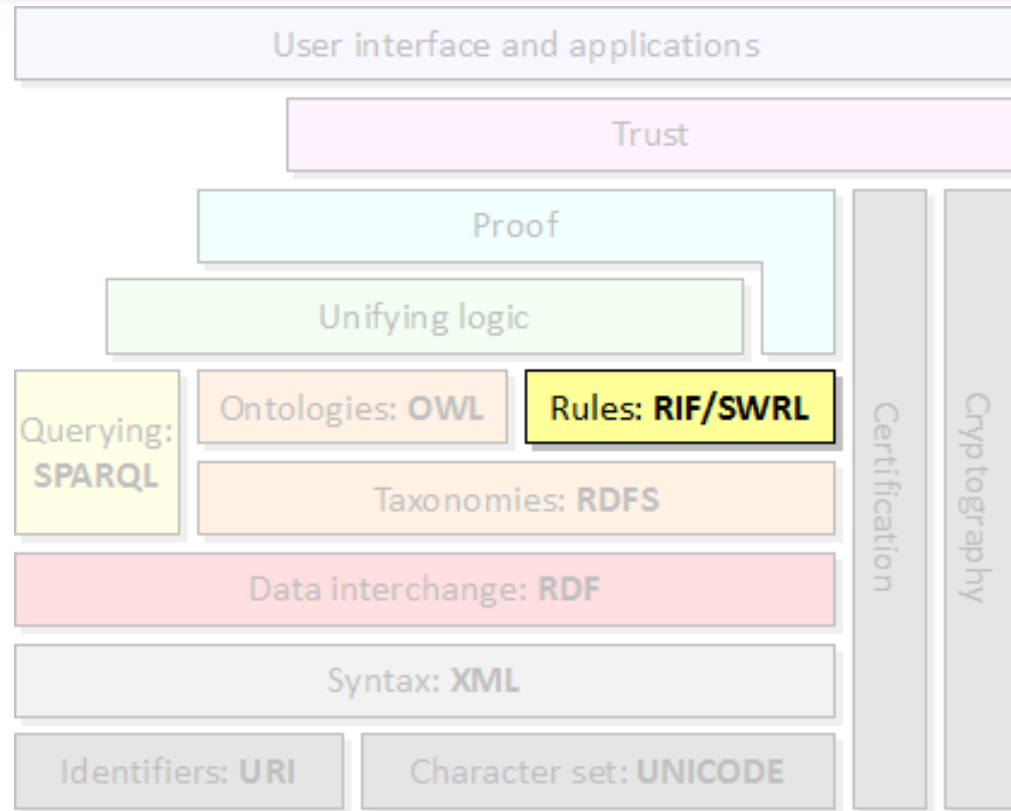 User interface and applications
Trust
Proof
Unifying logic
Querying:
SPARQL
Ontologies: OWL
Rules: RIF/SWRL
Taxonomies: RDFS
Data interchange: RDF
Syntax: XML
Identifiers: URI
Character set: UNICODE
Certification
Cryptography